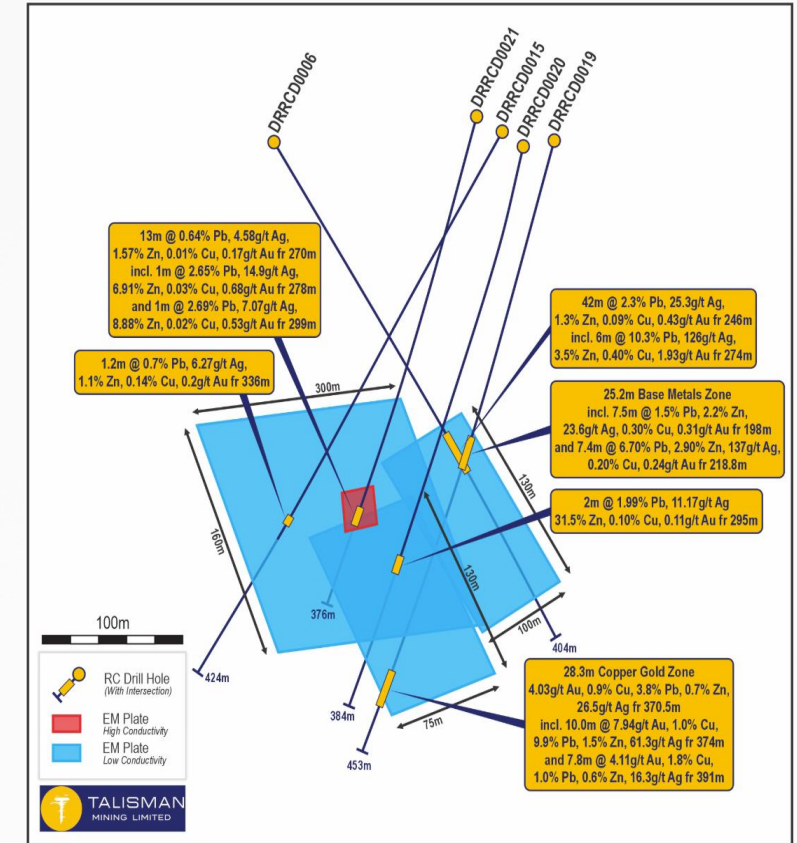 DRRCD0006
DRRCD0021
DRRCD0015
DRRCD0020
DRRCD0019
13m @ 0.64% Pb, 4.58g/t Ag,
1.57% Zn, 0.01% Cu, 0.17g/t Au fr 270m
incl. 1m @ 2.65% Pb, 14.9g/t Ag,
6.91% Zn, 0.03% Cu, 0.68g/t Au fr 278m
and 1m @ 2.69% Pb, 7.07g/t Ag,
8.88% Zn, 0.02% Cu, 0.53g/t Au fr 299m
1.2m @ 0.7% Pb, 6.27g/t Ag,
1.1% Zn, 0.14% Cu, 0.2g/t Au fr 336m
42m @ 2.3% Pb, 25.3g/t Ag,
1.3% Zn, 0.09% Cu, 0.43g/t Au fr 246m
incl. 6m @ 10.3% Pb, 126g/t Ag,
3.5% Zn, 0.40% Cu, 1.93g/t Au fr 274m
25.2m Base Metals Zone
incl. 7.5m @ 1.5% Pb, 2.2% Zn,
23.6g/t Ag, 0.30% Cu, 0.31g/t Au fr 198m
and 7.4m @ 6.70% Pb, 2.90% Zn, 137g/t Ag,
0.20% Cu, 0.24g/t Au fr 218.8m
2m @ 1.99% Pb, 11.17g/t Ag
31.5% Zn, 0.10% Cu, 0.11g/t Au fr 295m
28.3m Copper Gold Zone
4.03g/t Au, 0.9% Cu, 3.8% Pb, 0.7% Zn,
26.5g/t Ag fr 370.5m
incl. 10.0m @ 7.94g/t Au, 1.0% Cu,
9.9% Pb, 1.5% Zn, 61.3g/t Ag fr 374m
and 7.8m @ 4.11g/t Au, 1.8% Cu,
1.0% Pb, 0.6% Zn, 16.3g/t Ag fr 391m
300m
160m
130m
130m
100m
75m
376m
424m
384m
453m
404m
100m
RC Drill Hole
(With Intersection)
EM Plate
High Conductivity
EM Plate
Low Conductivity
TALISMAN
MINING LIMITED